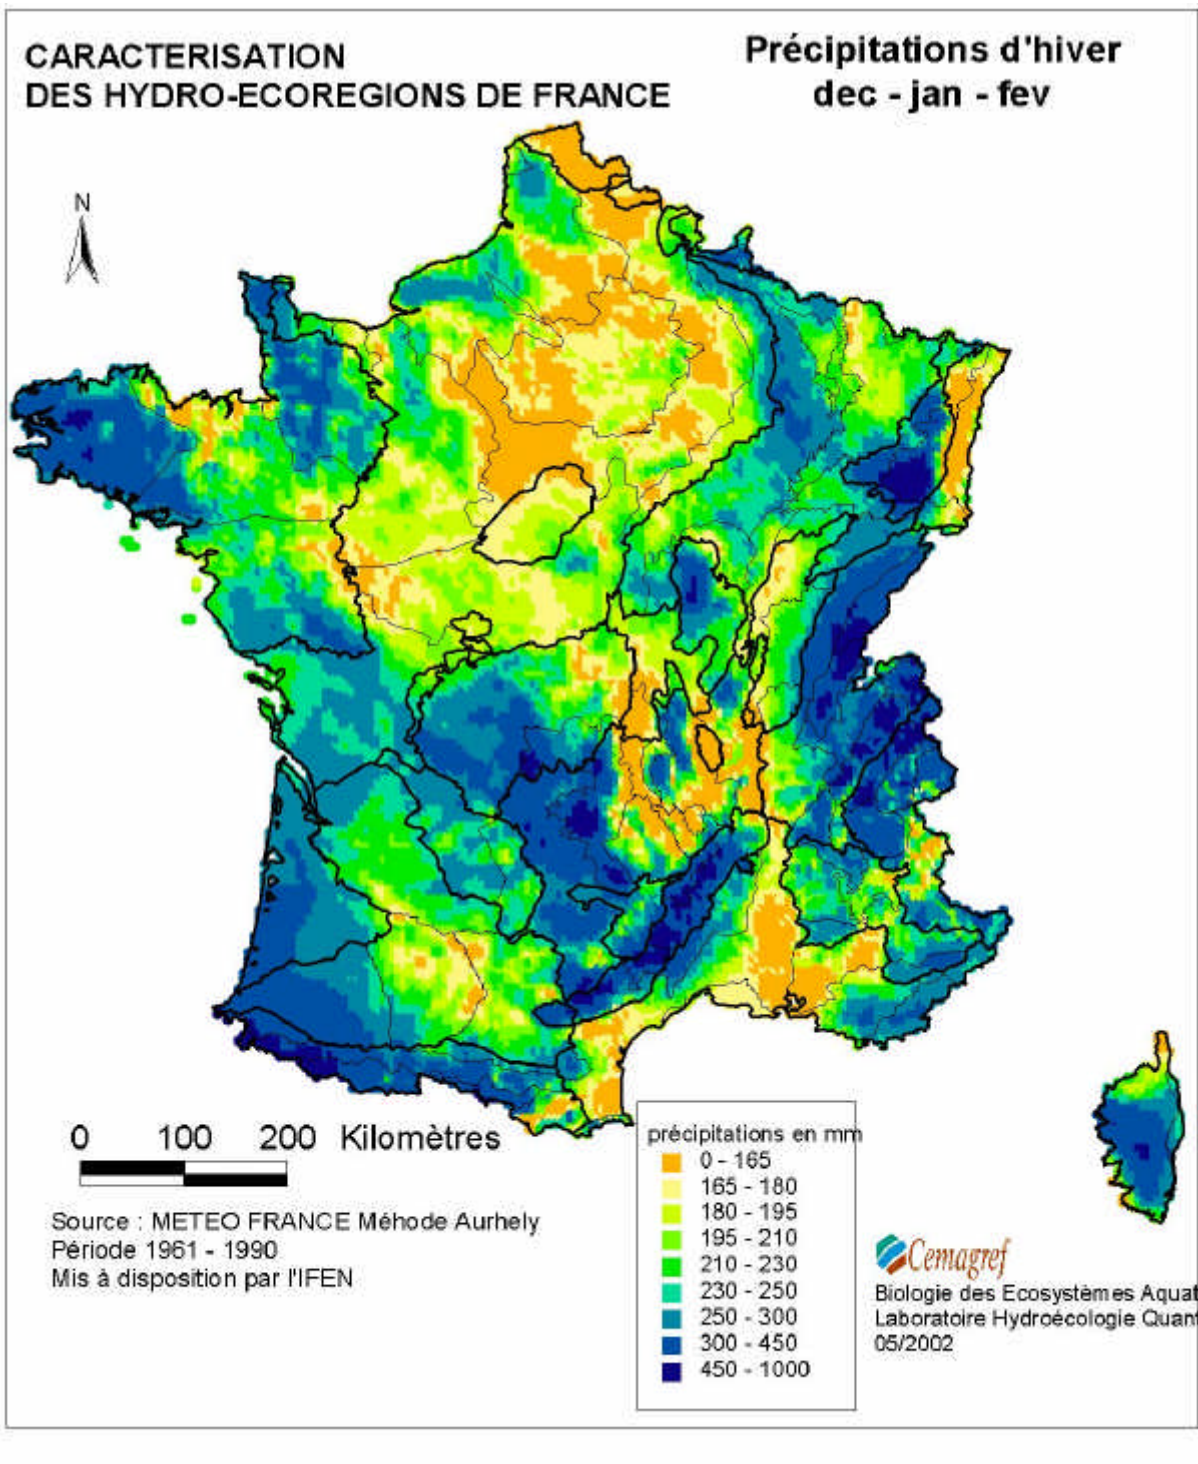 CARACTERISATION
DES HYDRO-ECOREGIONS DE FRANCE
Précipitations d'hiver
dec - jan - fev
N
0 100 200 Kilomètres
Source : METEO FRANCE Méhode Aurhely
Période 1961 - 1990
Mis à disposition par l'IFEN
précipitations en mm
0 - 165
165 - 180
180 - 195
195 - 210
210 - 230
230 - 250
250 - 300
300 - 450
450 - 1000
Cemagref
Biologie des Ecosystèmes Aquat
Laboratoire Hydroécologie Quant
05/2002